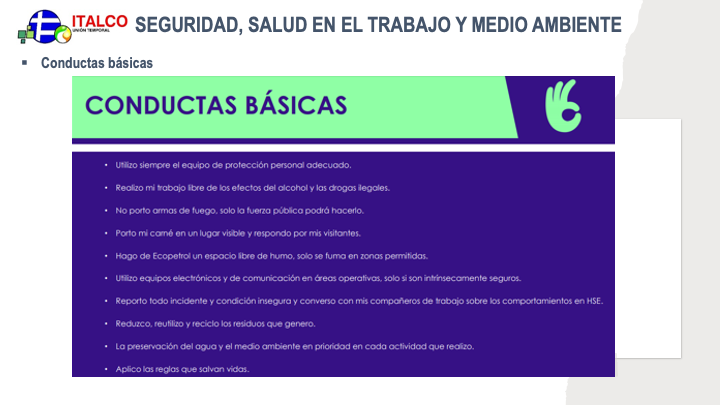 ITALCO
UNIÓN TEMPORAL
SEGURIDAD, SALUD EN EL TRABAJO Y MEDIO AMBIENTE
▪ Conductas básicas
CONDUCTAS BÁSICAS
• Utilizo siempre el equipo de protección personal adecuado.
• Realizo mi trabajo libre de los efectos del alcohol y las drogas ilegales.
• No porto armas de fuego, solo la fuerza pública podrá hacerlo.
• Porto mi carné en un lugar visible y respondo por mis visitantes.
• Hago de Ecopetrol un espacio libre de humo, solo se fuma en zonas permitidas.
• Utilizo equipos electrónicos y de comunicación en áreas operativas, solo si son intrínsecamente seguros.
• Reporto todo incidente y condición insegura y converso con mis compañeros de trabajo sobre los comportamientos en HSE.
• Reduzco, reutilizo y reciclo los residuos que genero.
• La preservación del agua y el medio ambiente en prioridad en cada actividad que realizo.
• Aplico las reglas que salvan vidas.